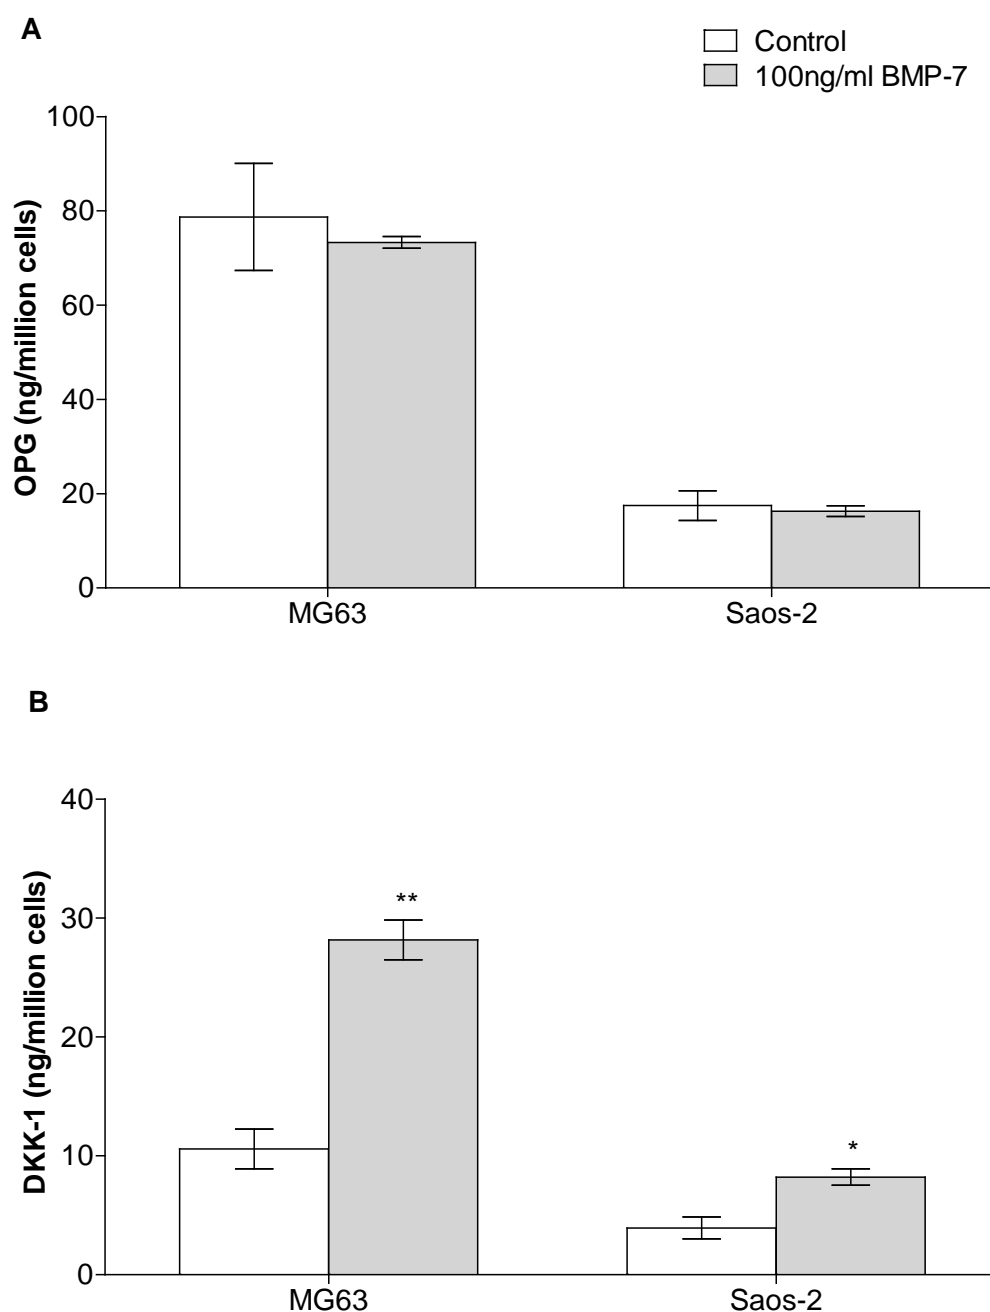 A
Control
100ng/ml BMP-7
OPG (ng/million cells)
100
80
60
40
20
0
MG63 Saos-2
B
DKK-1 (ng/million cells)
40
30
20
10
0
**
*
MG63 Saos-2